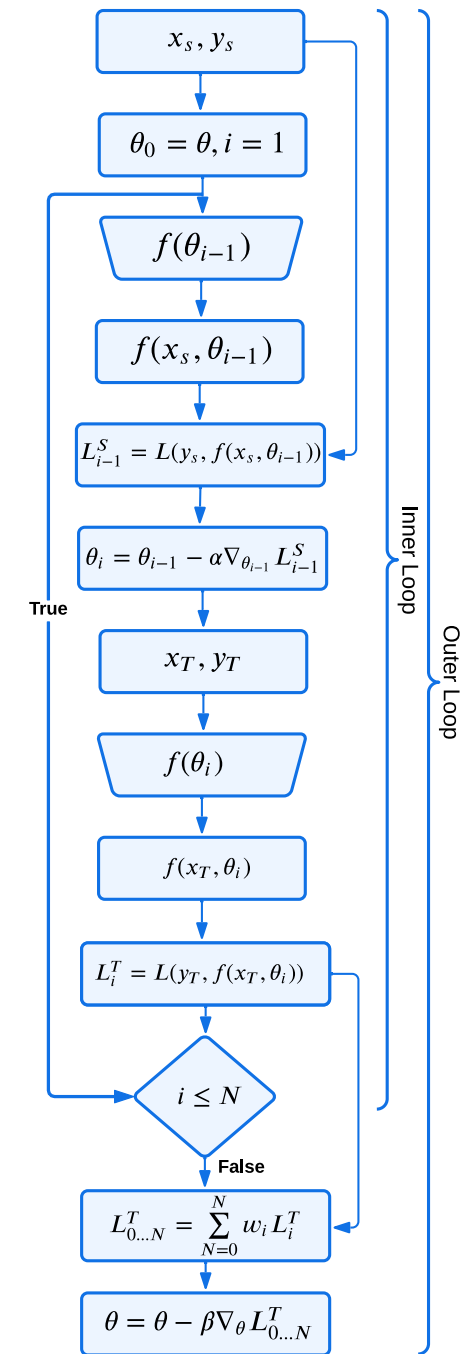 x_s, y_s
θ_0 = θ, i = 1
f(θ_{i−1})
f(x_s, θ_{i−1})
L^S_{i−1} = L(y_s, f(x_s, θ_{i−1}))
θ_i = θ_{i−1} − α∇_{θ_{i−1}} L^S_{i−1}
True
x_T, y_T
f(θ_i)
f(x_T, θ_i)
L^T_i = L(y_T, f(x_T, θ_i))
i ≤ N
False
L^T_{0...N} = ∑_{N=0}^{N} w_i L^T_i
θ = θ − β∇_θ L^T_{0...N}
Inner Loop
Outer Loop